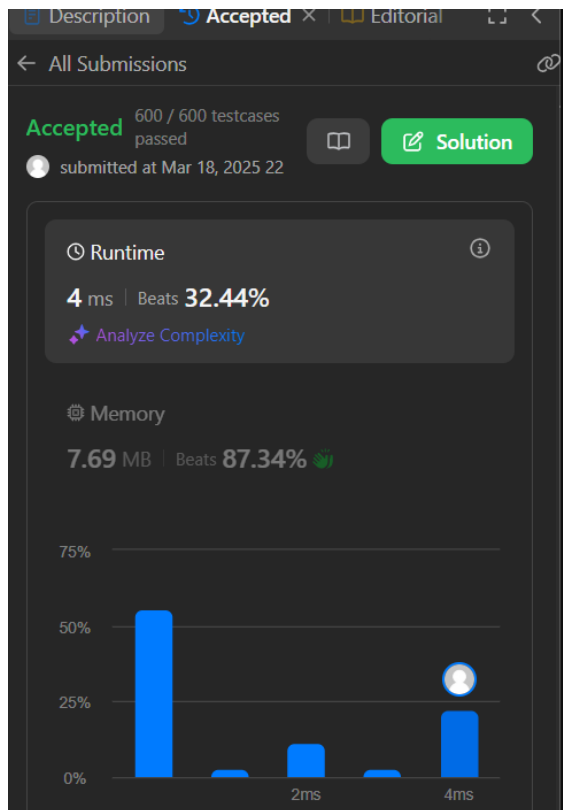 Description Accepted × Editorial
All Submissions
Accepted 600 / 600 testcases
passed
Solution
submitted at Mar 18, 2025 22
Runtime
4 ms Beats 32.44%
Analyze Complexity
Memory
7.69 MB Beats 87.34%
75%
50%
25%
0%
2ms 4ms